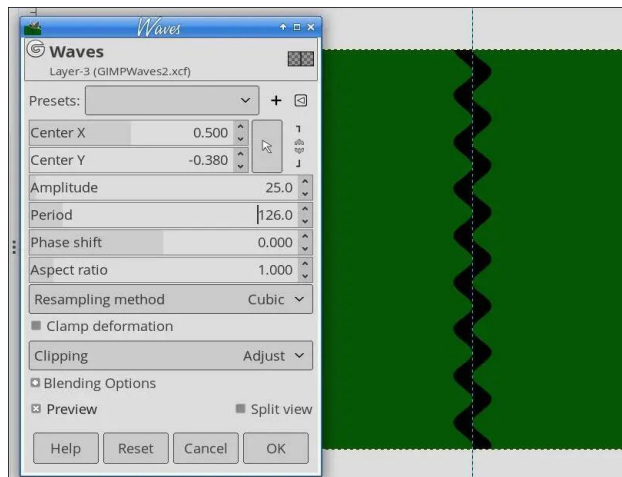 Waves
Waves
Layer-3 (GIMPWaves2.xcf)
Presets:
Center X 0.500
Center Y -0.380
Amplitude 25.0
Period 126.0
Phase shift 0.000
Aspect ratio 1.000
Resampling method Cubic
Clamp deformation
Clipping Adjust
Blending Options
Preview Split view
Help Reset Cancel OK